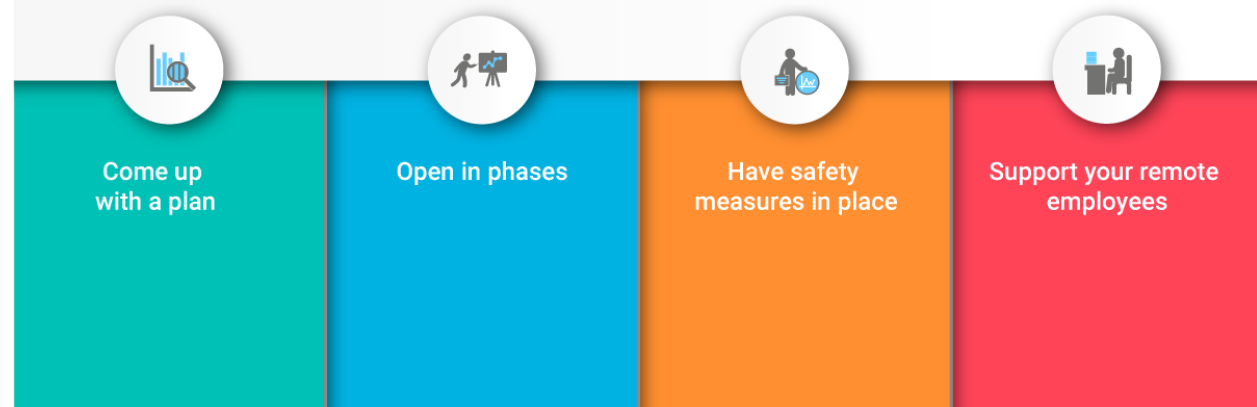 Come up
with a plan
Open in phases
Have safety
measures in place
Support your remote
employees